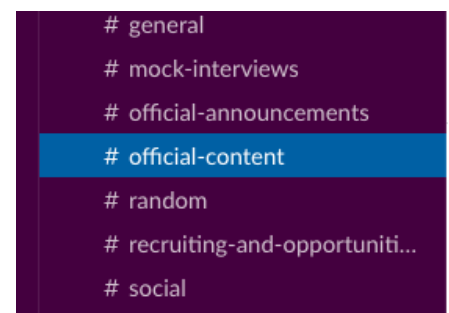 # general
# mock-interviews
# official-announcements
# official-content
# random
# recruiting-and-opportuniti...
# social